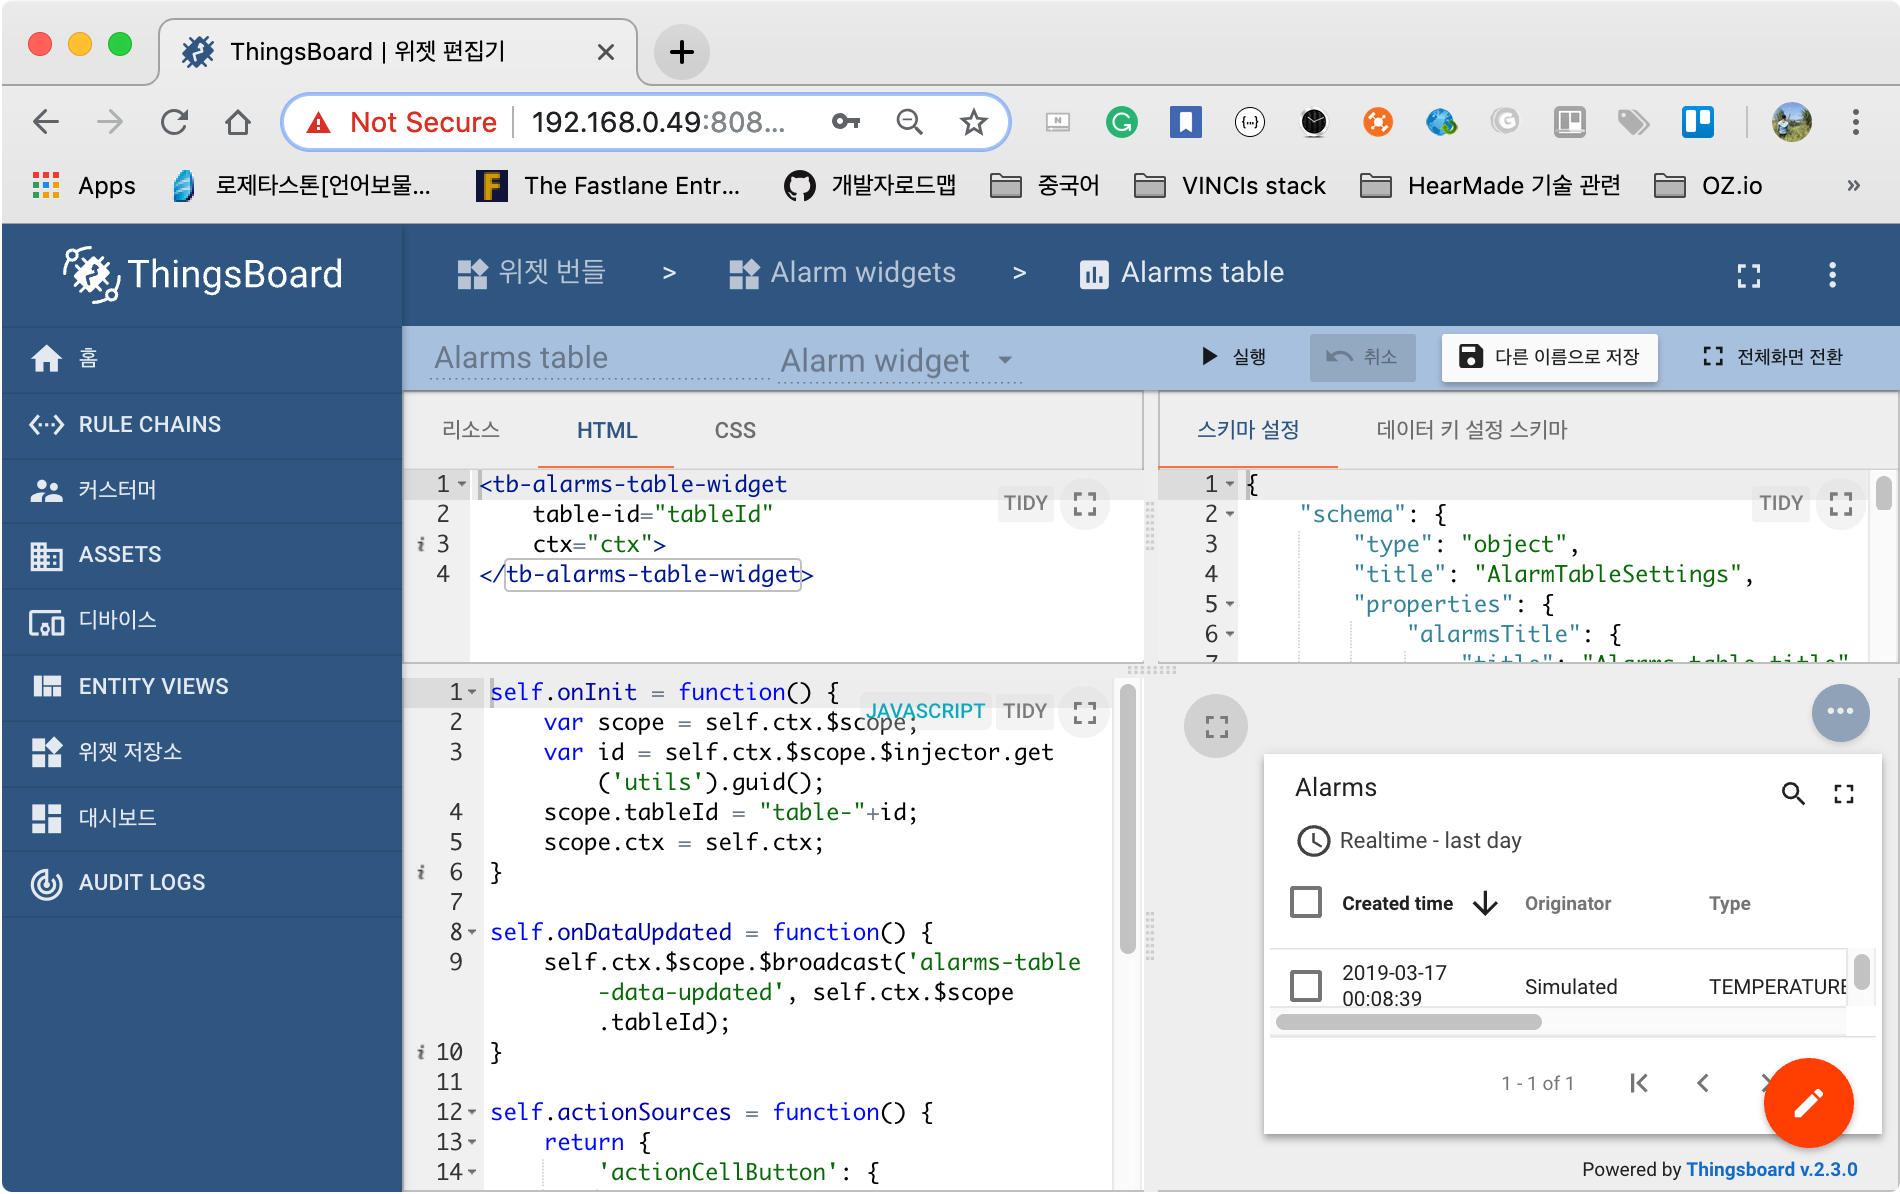 ThingsBoard | 위젯 편집기
Not Secure
192.168.0.49:808...
Apps
로제타스톤[언어보물...
The Fastlane Entr...
개발자로드맵
중국어
VINCIs stack
HearMade 기술 관련
OZ.io
»
ThingsBoard
위젯 번들 > Alarm widgets > Alarms table
홈
RULE CHAINS
커스터머
ASSETS
디바이스
ENTITY VIEWS
위젯 저장소
대시보드
AUDIT LOGS
Alarms table
Alarm widget
실행
취소
다른 이름으로 저장
전체화면 전환
리소스
HTML
CSS
TIDY
1 <tb-alarms-table-widget
2 table-id="tableId"
3 ctx="ctx">
4 </tb-alarms-table-widget>
스키마 설정
데이터 키 설정 스키마
TIDY
1 {
2 "schema": {
3 "type": "object",
4 "title": "AlarmTableSettings",
5 "properties": {
6 "alarmsTitle": {
7 "title": "Alarms table title"
JAVASCRIPT
TIDY
1 self.onInit = function() {
2 var scope = self.ctx.$scope;
3 var id = self.ctx.$scope.$injector.get
('utils').guid();
4 scope.tableId = "table-"+id;
5 scope.ctx = self.ctx;
6 }
7
8 self.onDataUpdated = function() {
9 self.ctx.$scope.$broadcast('alarms-table
-data-updated', self.ctx.$scope
.tableId);
10 }
11
12 self.actionSources = function() {
13 return {
14 'actionCellButton': {
Alarms
Realtime - last day
Created time
Originator
Type
2019-03-17
00:08:39
Simulated
TEMPERATURE
1 - 1 of 1
Powered by Thingsboard v.2.3.0